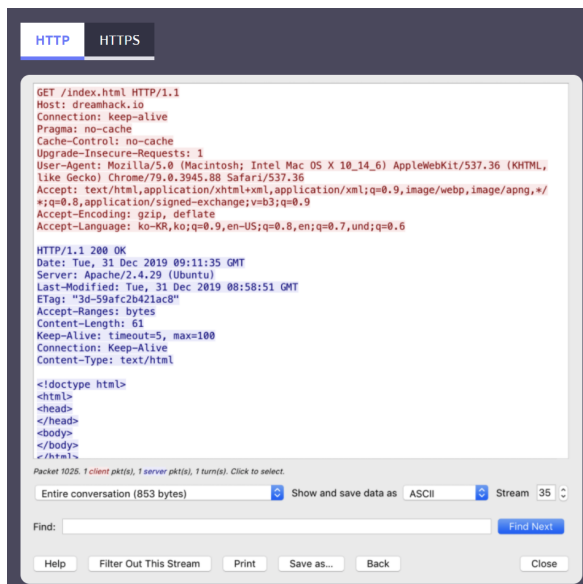 HTTP
HTTPS
GET /index.html HTTP/1.1
Host: dreamhack.io
Connection: keep-alive
Pragma: no-cache
Cache-Control: no-cache
Upgrade-Insecure-Requests: 1
User-Agent: Mozilla/5.0 (Macintosh; Intel Mac OS X 10_14_6) AppleWebKit/537.36 (KHTML,
like Gecko) Chrome/79.0.3945.88 Safari/537.36
Accept: text/html,application/xhtml+xml,application/xml;q=0.9,image/webp,image/apng,*/
*;q=0.8,application/signed-exchange;v=b3;q=0.9
Accept-Encoding: gzip, deflate
Accept-Language: ko-KR,ko;q=0.9,en-US;q=0.8,en;q=0.7,und;q=0.6
HTTP/1.1 200 OK
Date: Tue, 31 Dec 2019 09:11:35 GMT
Server: Apache/2.4.29 (Ubuntu)
Last-Modified: Tue, 31 Dec 2019 08:58:51 GMT
ETag: "3d-59afc2b421ac8"
Accept-Ranges: bytes
Content-Length: 61
Keep-Alive: timeout=5, max=100
Connection: Keep-Alive
Content-Type: text/html
<!doctype html>
<html>
<head>
</head>
<body>
</body>
</html>
Packet 1025. 1 client pkt(s), 1 server pkt(s), 1 turn(s). Click to select.
Entire conversation (853 bytes)
Show and save data as
ASCII
Stream
35
Find:
Find Next
Help
Filter Out This Stream
Print
Save as...
Back
Close